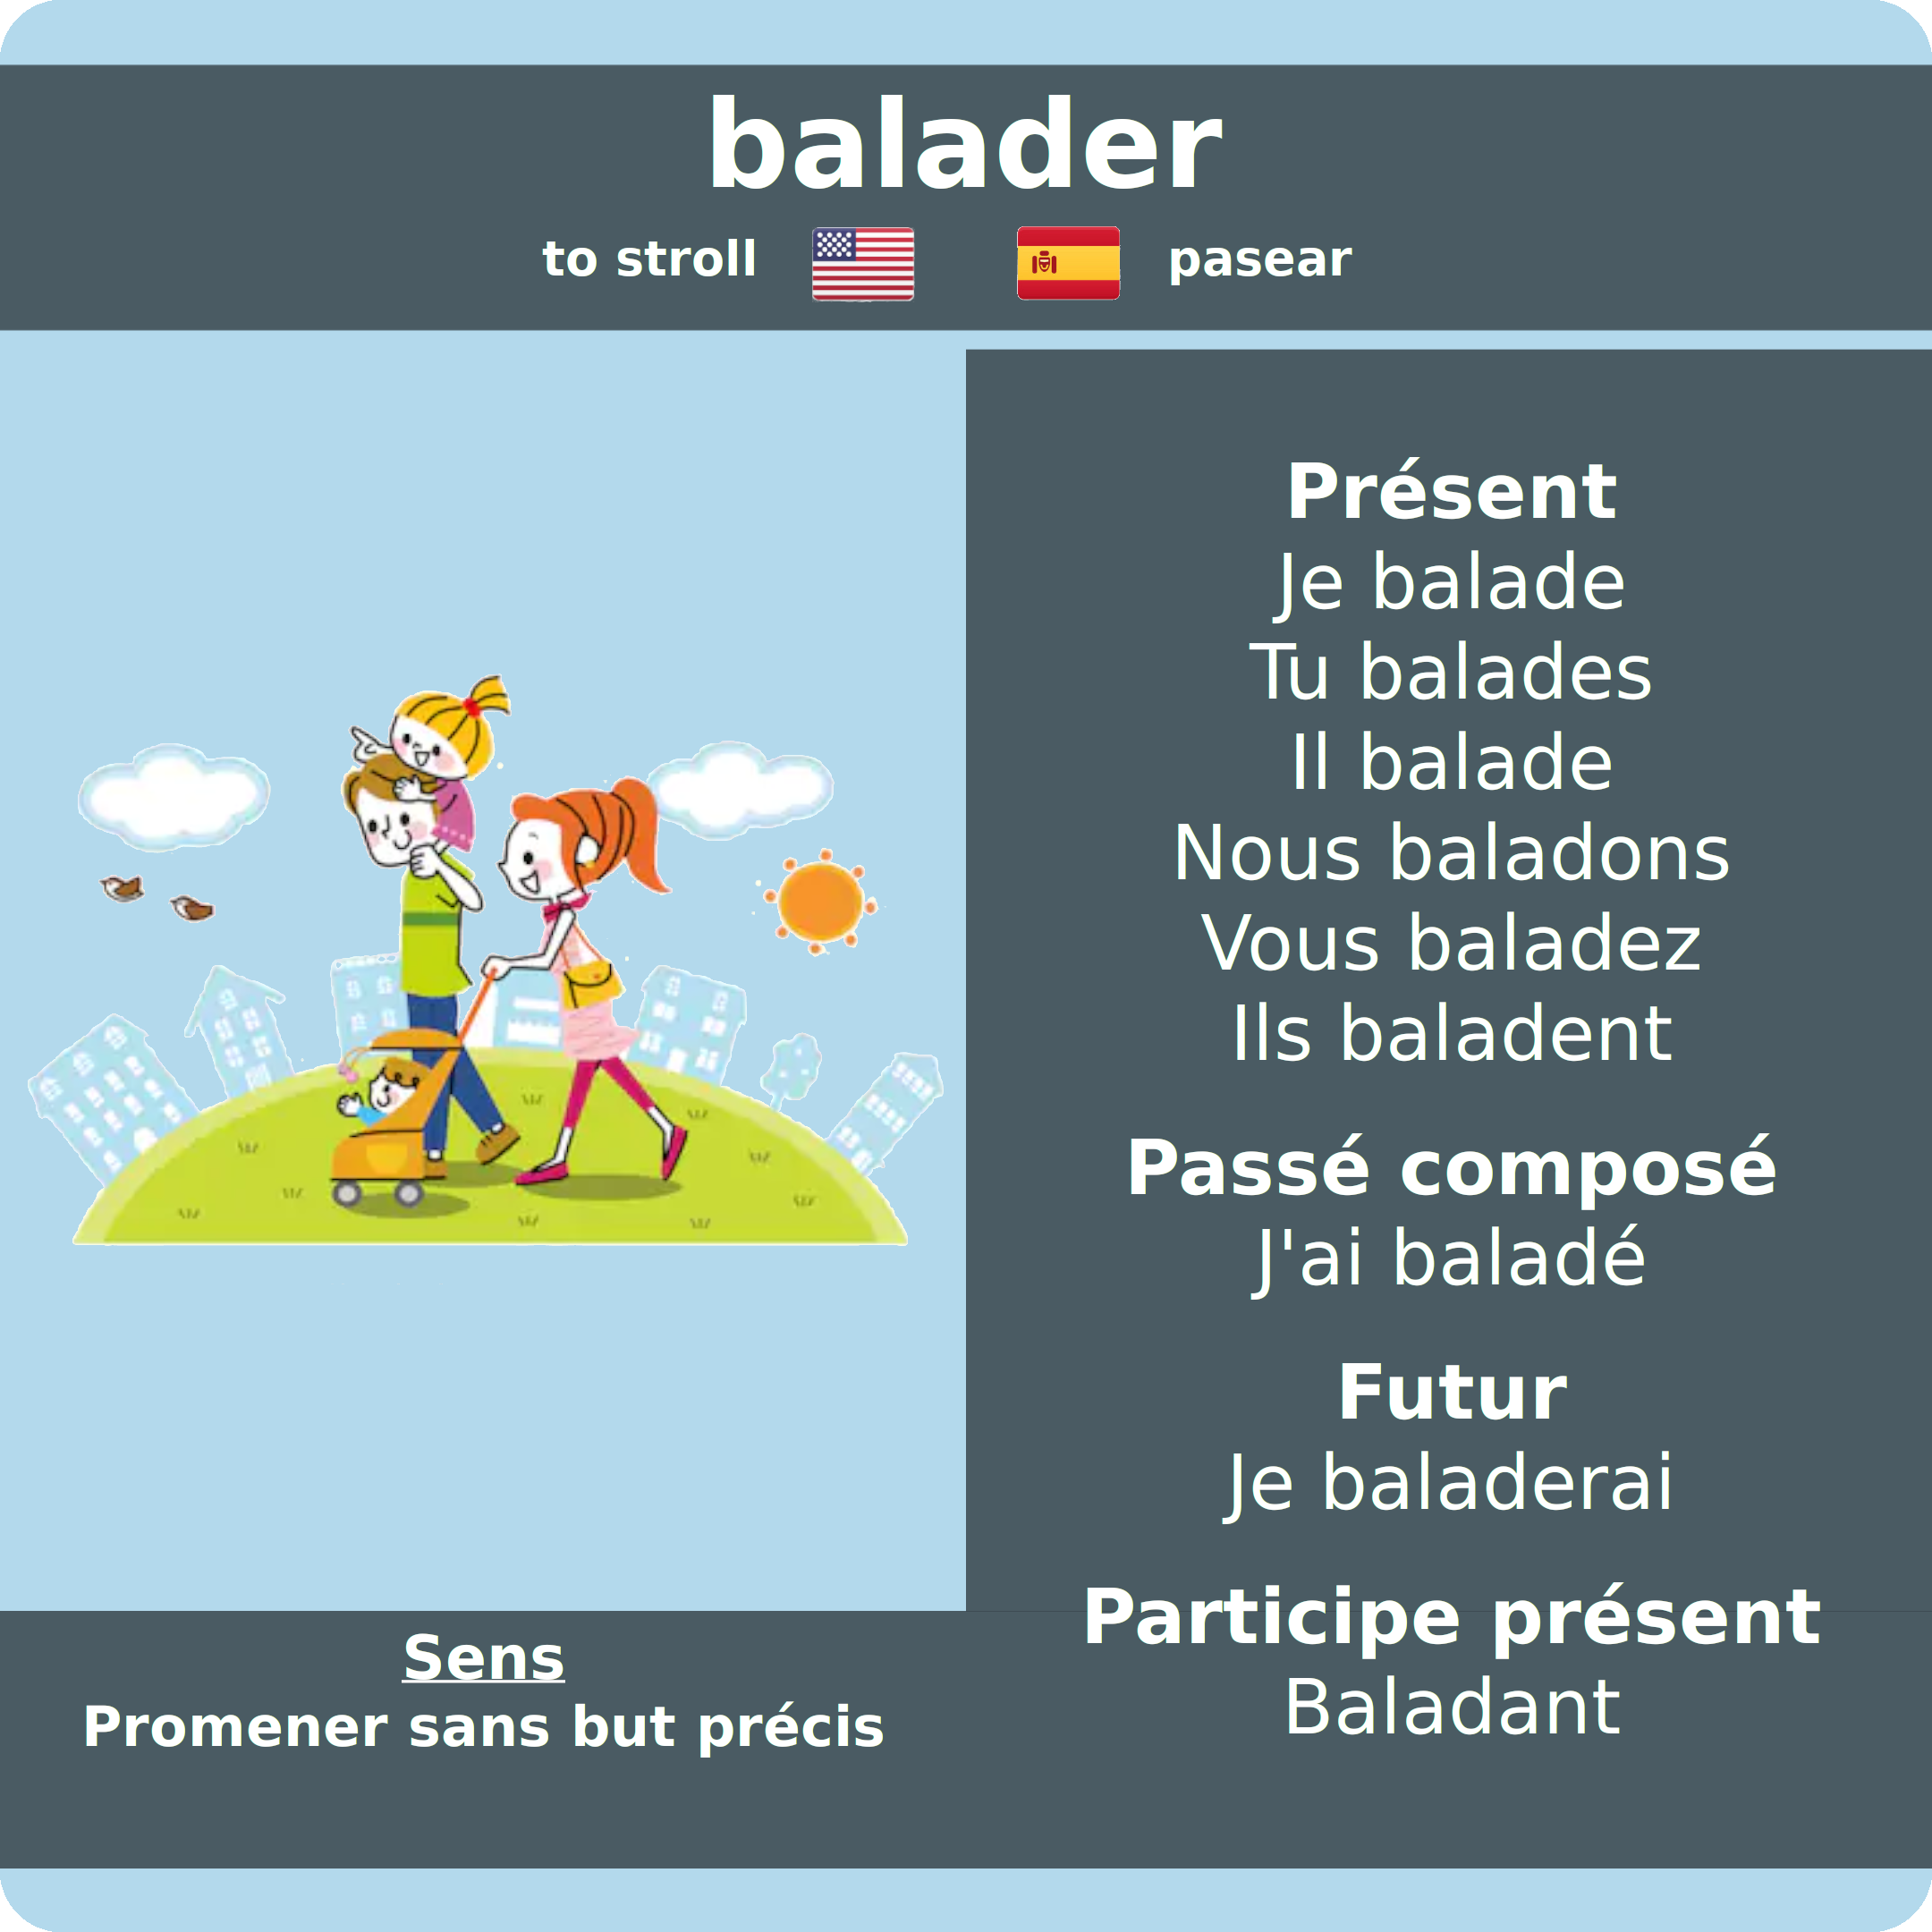 balader
to stroll
pasear
Présent
Je balade
Tu balades
Il balade
Nous baladons
Vous baladez
Ils baladent
Passé composé
J'ai baladé
Futur
Je baladerai
Participe présent
Baladant
Sens
Promener sans but précis